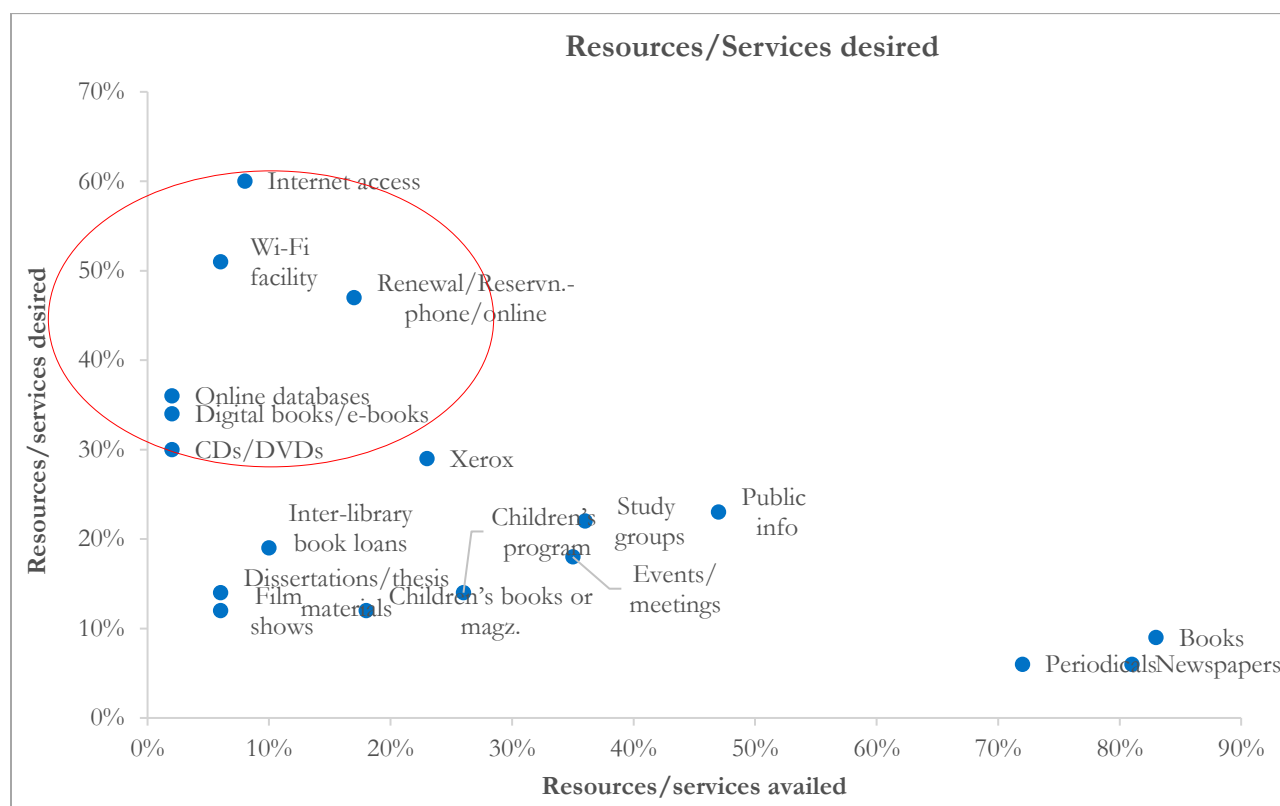 Resources/Services desired
70%
60%
50%
40%
30%
20%
10%
0%
Resources/services desired
Internet access
Wi-Fi
facility
Renewal/Reservn.-
phone/online
Online databases
Digital books/e-books
CDs/DVDs
Xerox
Inter-library
book loans
Children's
program
Study
groups
Public
info
Dissertations/thesis
materials
Film
shows
Children's books or
magz.
Events/
meetings
Books
Periodicals
Newspapers
0%
10%
20%
30%
40%
50%
60%
70%
80%
90%
Resources/services availed